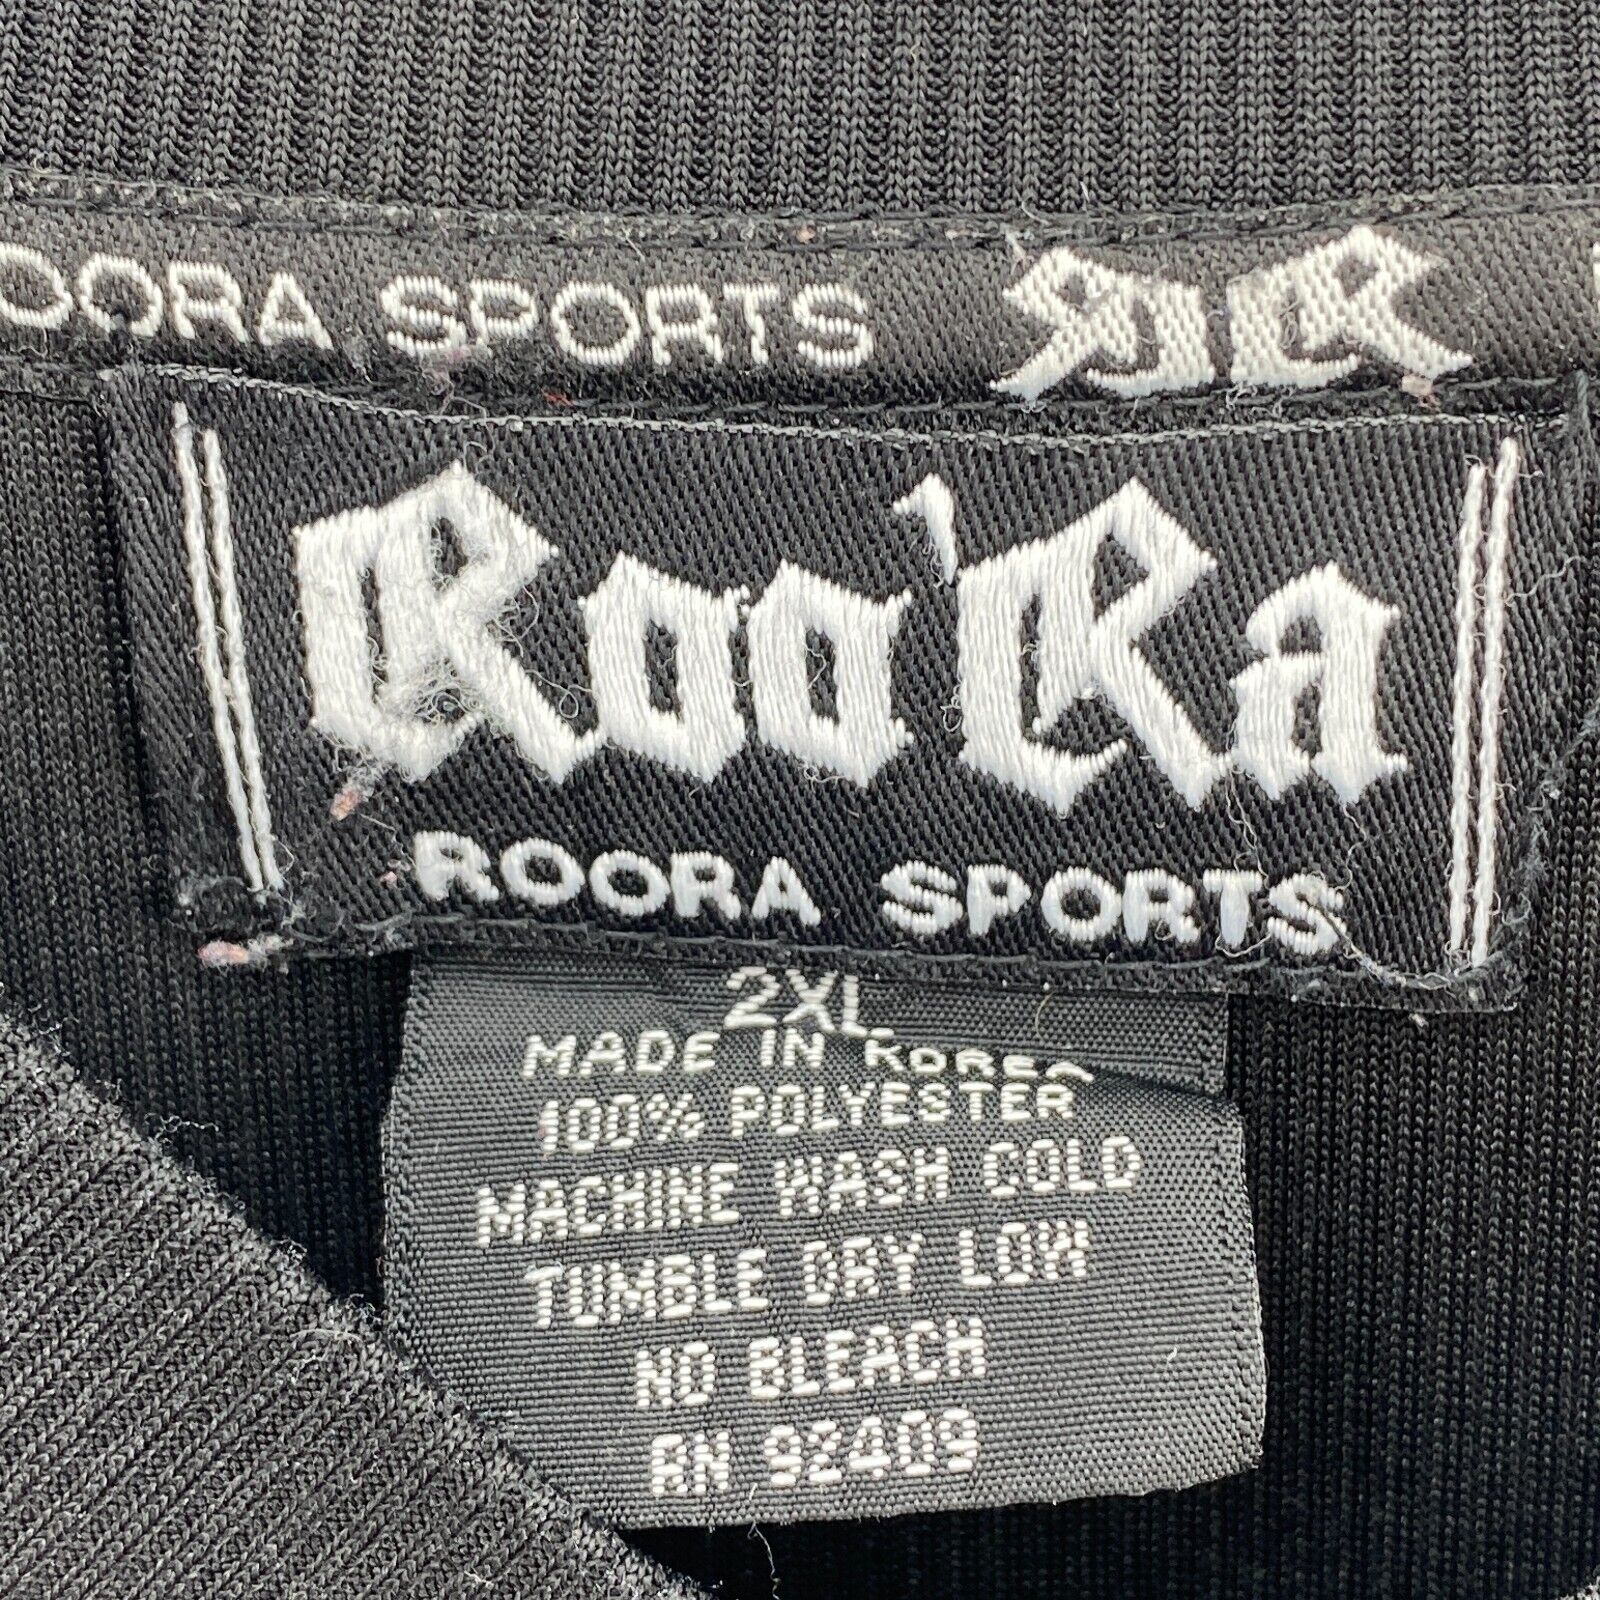 OORA SPORTS RR
Roo'Ra
ROORA SPORTS
2XL
MADE IN KOREA
100% POLYESTER
MACHINE WASH COLD
TUMBLE DRY LOW
NO BLEACH
RN 92409